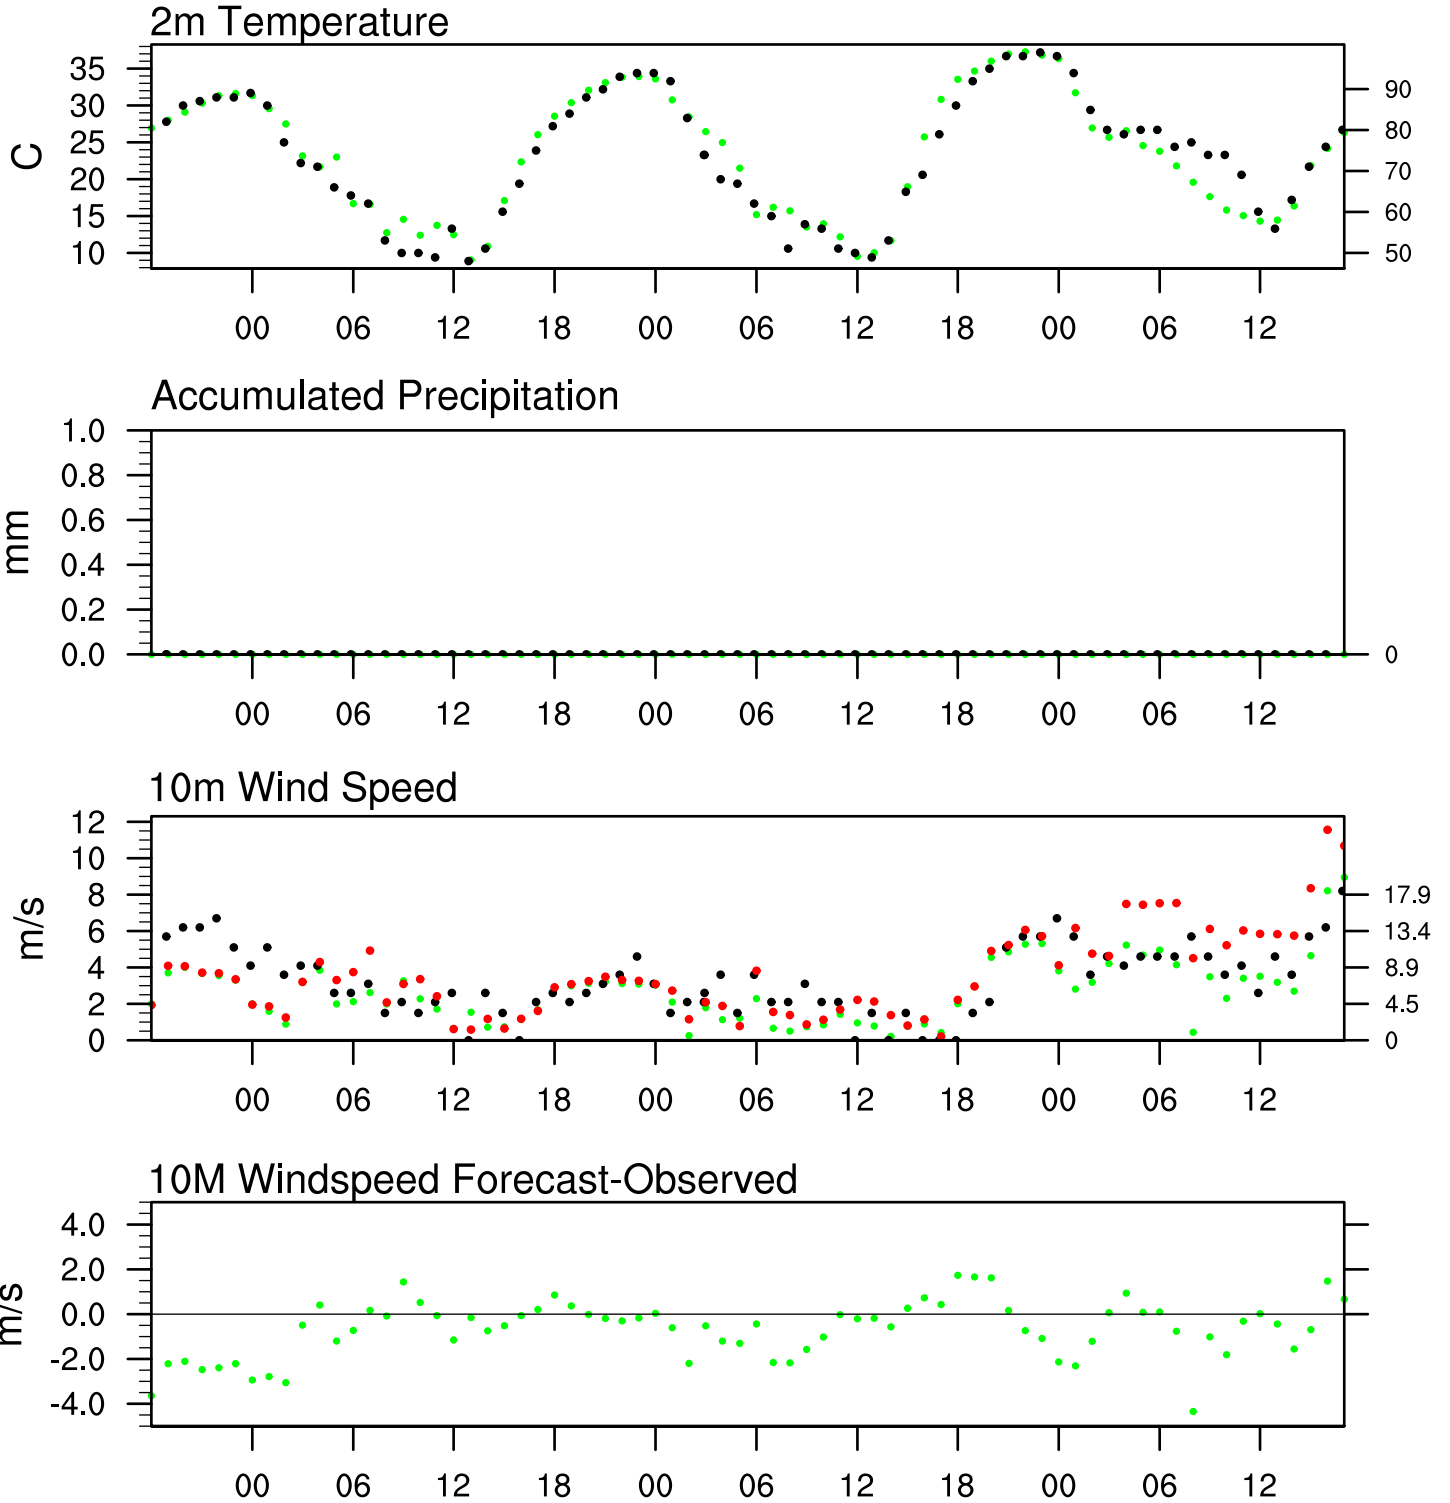 2m Temperature
C
35
30
25
20
15
10
90
80
70
60
50
00 06 12 18 00 06 12 18 00 06 12
Accumulated Precipitation
mm
1.0
0.8
0.6
0.4
0.2
0.0
0
00 06 12 18 00 06 12 18 00 06 12
10m Wind Speed
m/s
12
10
8
6
4
2
0
17.9
13.4
8.9
4.5
0
00 06 12 18 00 06 12 18 00 06 12
10M Windspeed Forecast-Observed
m/s
4.0
2.0
0.0
-2.0
-4.0
00 06 12 18 00 06 12 18 00 06 12